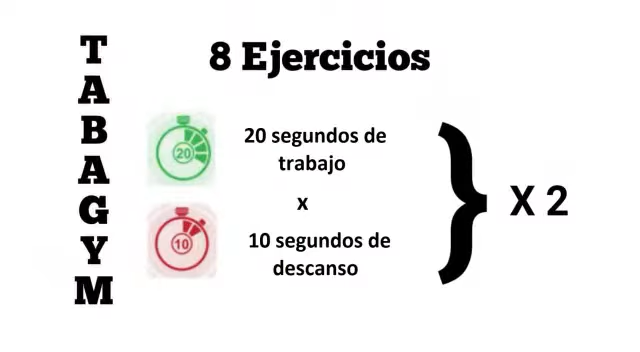 TABAGYM
8 Ejercicios
20
20 segundos de
trabajo
x
10
10 segundos de
descanso
X 2